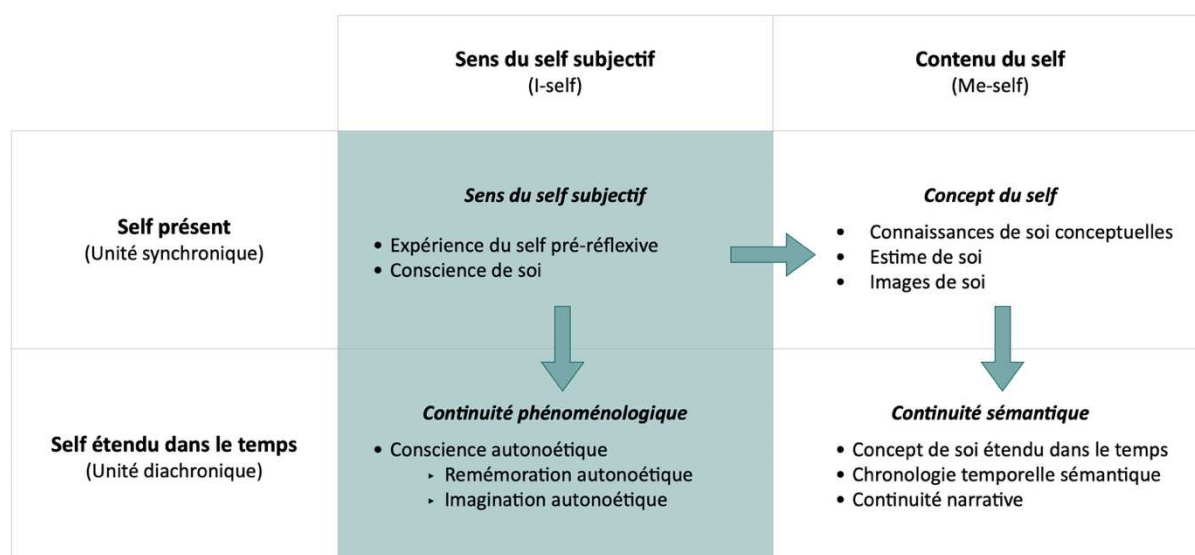 Sens du self subjectif
(I-self)
Contenu du self
(Me-self)
Self présent
(Unité synchronique)
Sens du self subjectif
• Expérience du self pré-réflexive
• Conscience de soi
Concept du self
• Connaissances de soi conceptuelles
• Estime de soi
• Images de soi
Self étendu dans le temps
(Unité diachronique)
Continuité phénoménologique
• Conscience autonoétique
▸ Remémoration autonoétique
▸ Imagination autonoétique
Continuité sémantique
• Concept de soi étendu dans le temps
• Chronologie temporelle sémantique
• Continuité narrative